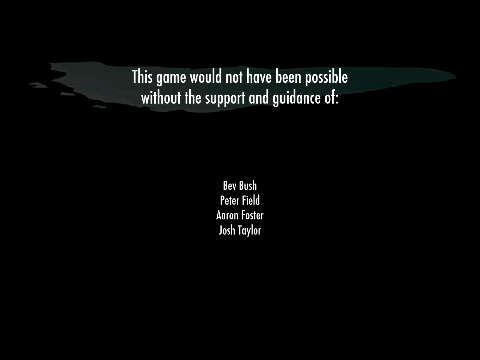 This game would not have been possible
without the support and guidance of:
Bev Bush
Peter Field
Aaron Foster
Josh Taylor